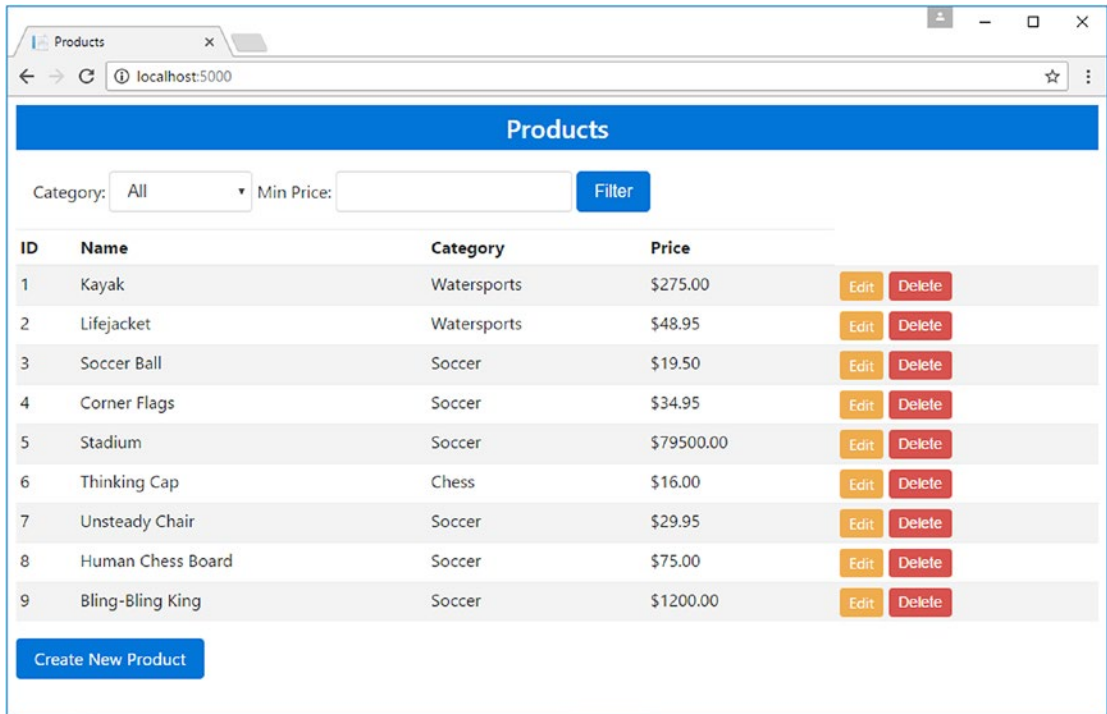 Products
localhost:5000
Products
Category: All Min Price: Filter
ID Name Category Price
1 Kayak Watersports $275.00 Edit Delete
2 Lifejacket Watersports $48.95 Edit Delete
3 Soccer Ball Soccer $19.50 Edit Delete
4 Corner Flags Soccer $34.95 Edit Delete
5 Stadium Soccer $79500.00 Edit Delete
6 Thinking Cap Chess $16.00 Edit Delete
7 Unsteady Chair Soccer $29.95 Edit Delete
8 Human Chess Board Soccer $75.00 Edit Delete
9 Bling-Bling King Soccer $1200.00 Edit Delete
Create New Product